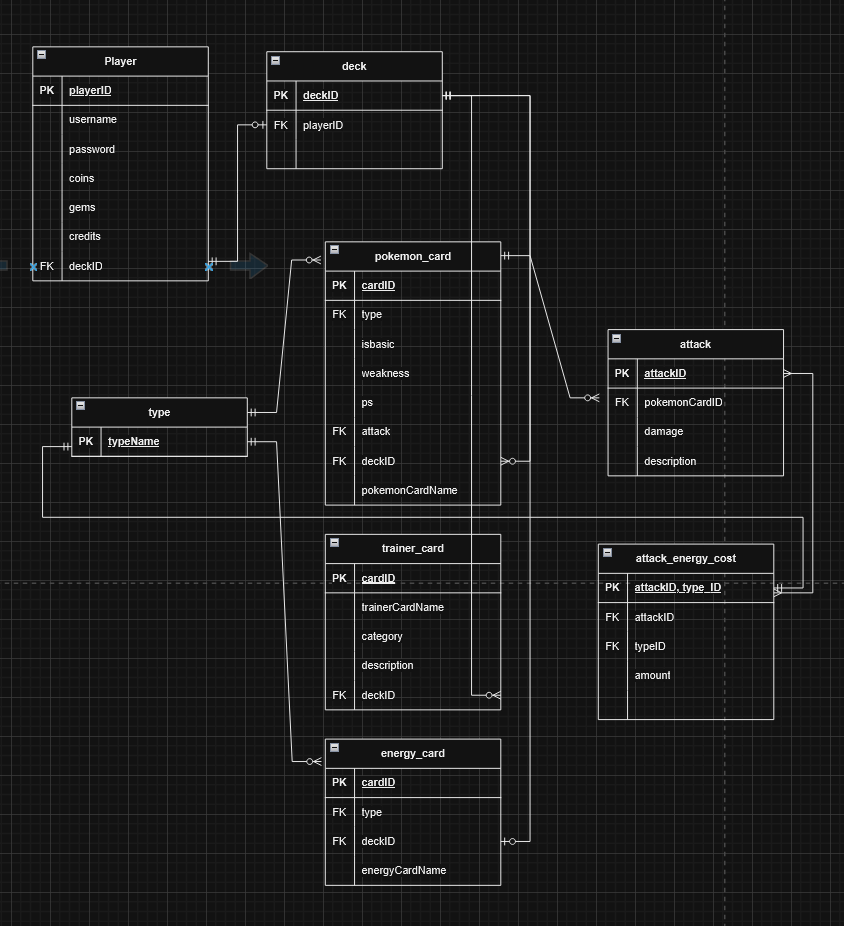 Player
PK playerID
username
password
coins
gems
credits
FK deckID
deck
PK deckID
FK playerID
pokemon_card
PK cardID
FK type
isbasic
weakness
ps
FK attack
FK deckID
pokemonCardName
attack
PK attackID
FK pokemonCardID
damage
description
type
PK typeName
trainer_card
PK cardID
trainerCardName
category
description
FK deckID
attack_energy_cost
PK attackID, type_ID
FK attackID
FK typeID
amount
energy_card
PK cardID
FK type
FK deckID
energyCardName